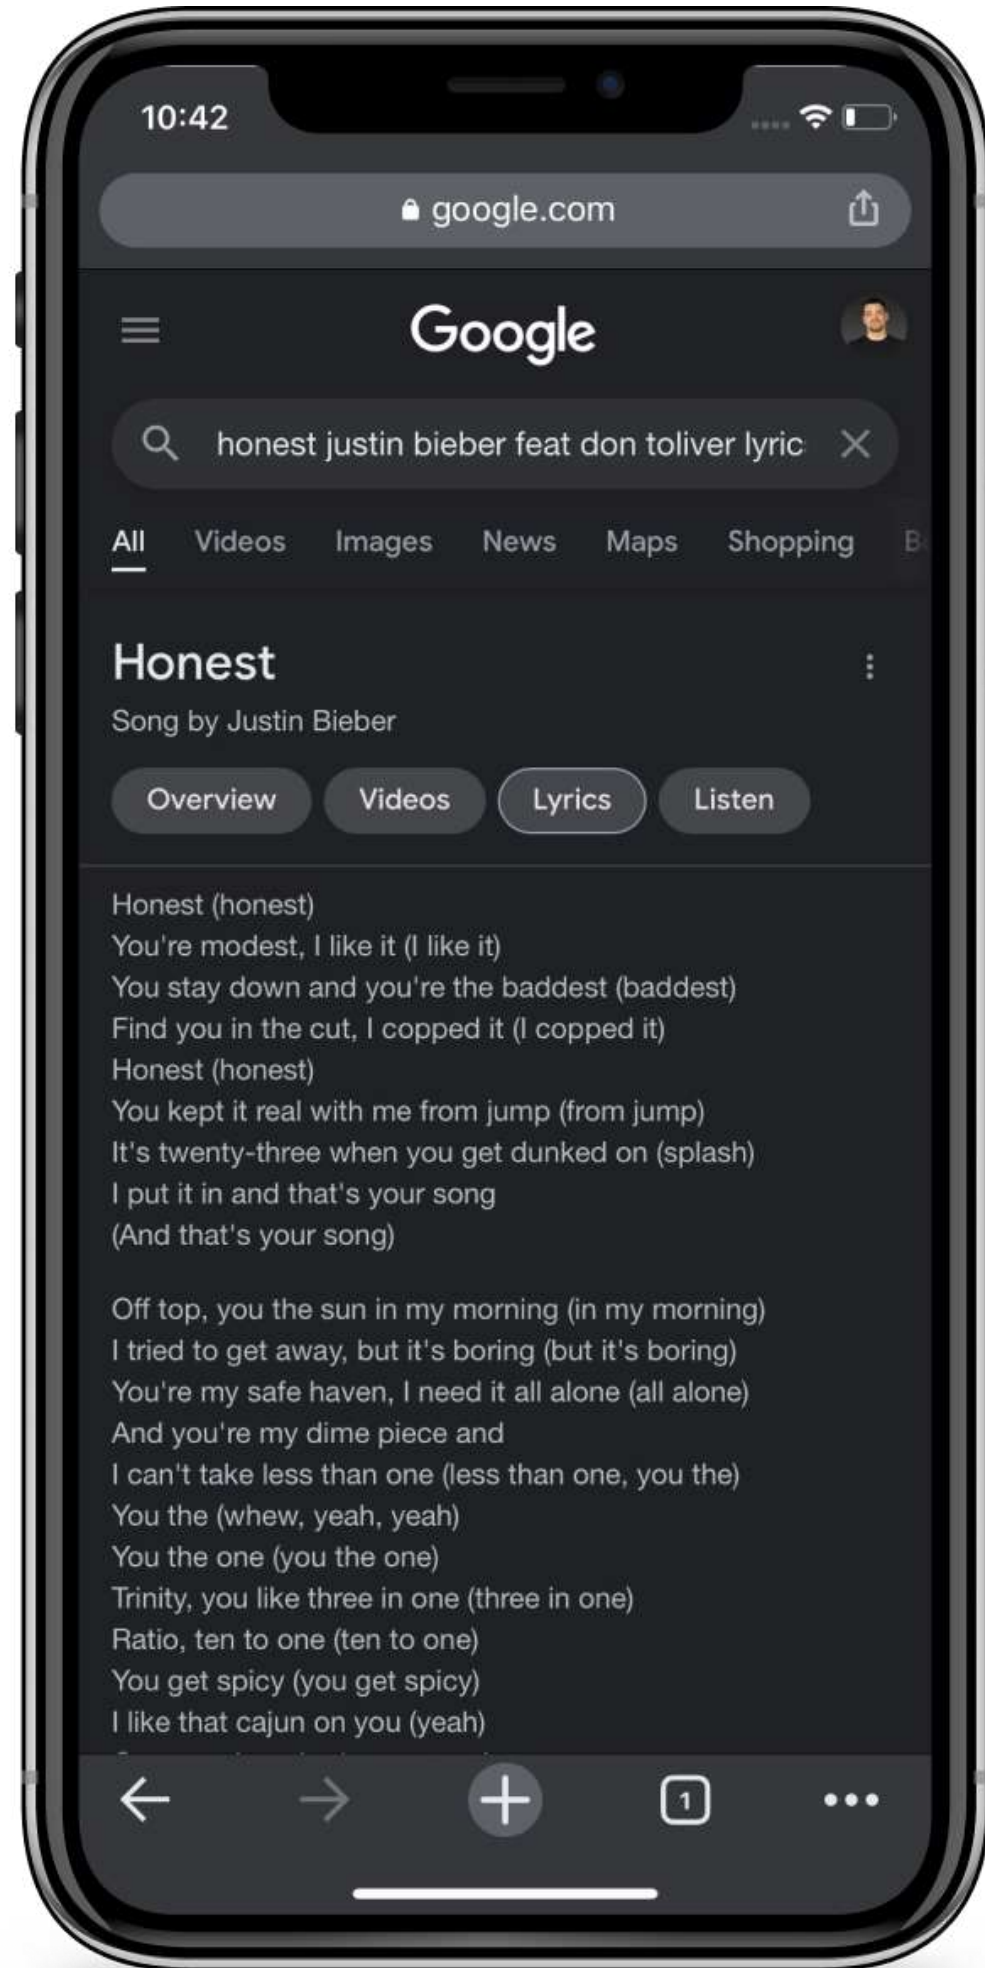 10:42
google.com
Google
honest justin bieber feat don toliver lyric
All Videos Images News Maps Shopping
Honest
Song by Justin Bieber
Overview Videos Lyrics Listen
Honest (honest)
You're modest, I like it (I like it)
You stay down and you're the baddest (baddest)
Find you in the cut, I copped it (I copped it)
Honest (honest)
You kept it real with me from jump (from jump)
It's twenty-three when you get dunked on (splash)
I put it in and that's your song
(And that's your song)
Off top, you the sun in my morning (in my morning)
I tried to get away, but it's boring (but it's boring)
You're my safe haven, I need it all alone (all alone)
And you're my dime piece and
I can't take less than one (less than one, you the)
You the (whew, yeah, yeah)
You the one (you the one)
Trinity, you like three in one (three in one)
Ratio, ten to one (ten to one)
You get spicy (you get spicy)
I like that cajun on you (yeah)
1